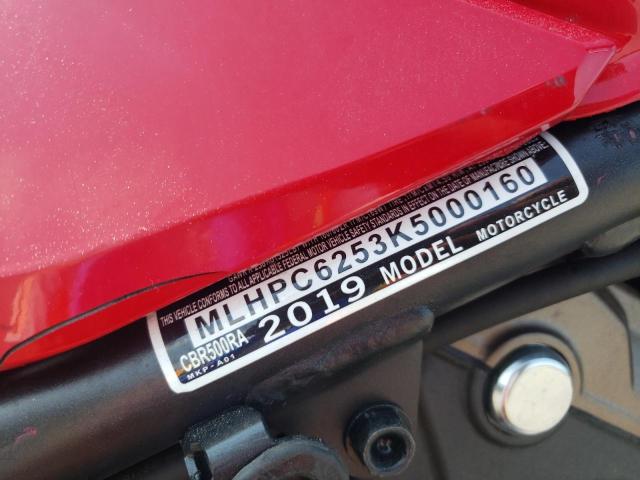 THIS VEHICLE CONFORMS TO ALL APPLICABLE FEDERAL MOTOR VEHICLE SAFETY STANDARDS IN EFFECT ON THE DATE OF MANUFACTURE SHOWN ABOVE.
MLHPC6253K5000160
CBR500RA 2019 MODEL MOTORCYCLE
MKP-A01